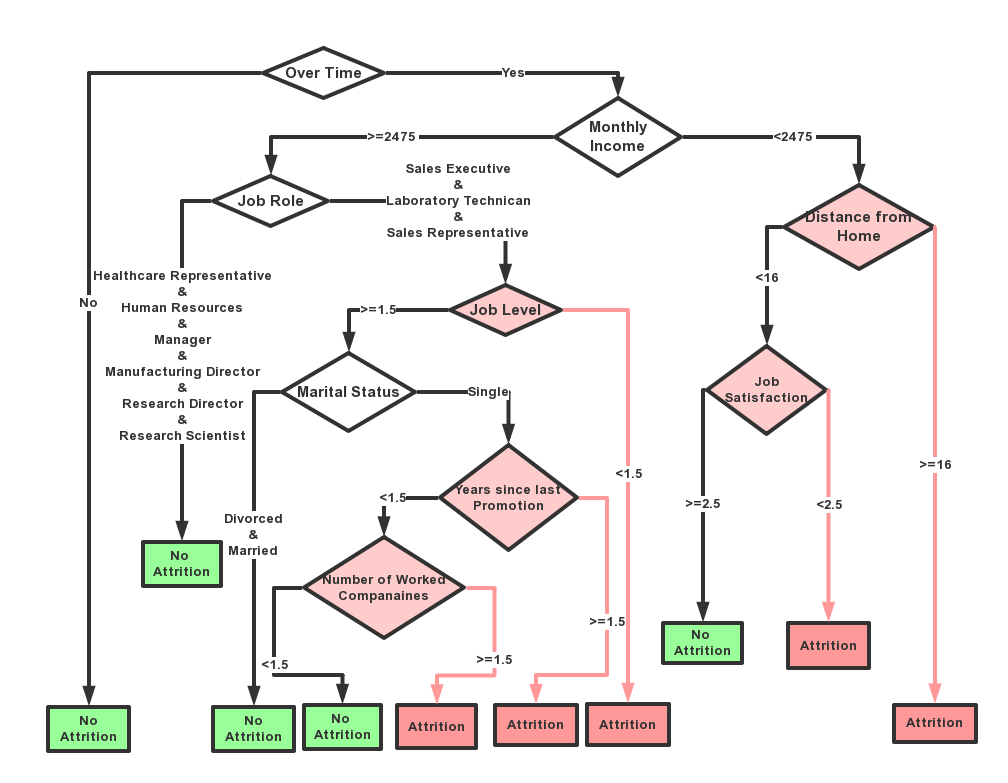 Over Time
Yes
Monthly
Income
>=2475
<2475
Sales Executive
&
Laboratory Technican
&
Sales Representative
Job Role
Distance from
Home
No
Healthcare Representative
&
Human Resources
&
Manager
&
Manufacturing Director
&
Research Director
&
Research Scientist
<16
>=1.5
Job Level
Marital Status
Single
Job
Satisfaction
<1.5
>=16
Years since last
Promotion
<1.5
>=2.5
<2.5
Divorced
&
Married
No
Attrition
Number of Worked
Companaines
>=1.5
No
Attrition
Attrition
<1.5
>=1.5
No
Attrition
No
Attrition
No
Attrition
Attrition
Attrition
Attrition
Attrition